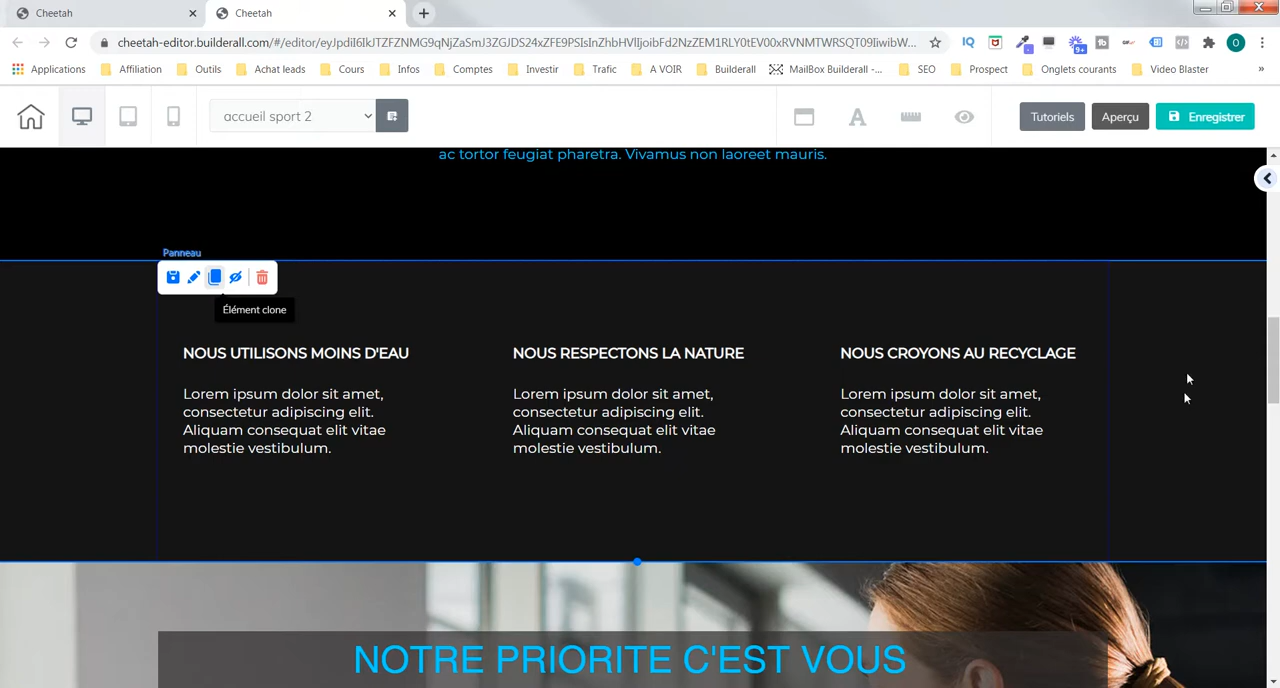 Cheetah
Cheetah
cheetah-editor.builderall.com/#/editor/eyJpdiI6IkJTZFZNMG9qNjZaSmI3ZGI1DS24zZFE9PSIsInZhbHVlIjoibFd2NzZEM1RLY0tEV00xRVNMTWRSQT09IiwibW...
Applications
Affiliation
Outils
Achat leads
Cours
Infos
Comptes
Investir
Trafic
A VOIR
Builderall
MailBox Builderall -...
SEO
Prospect
Onglets courants
Video Blaster
»
accueil sport 2
Tutoriels
Aperçu
Enregistrer
ac tortor feugiat pharetra. Vivamus non laoreet mauris.
Panneau
Élément clone
NOUS UTILISONS MOINS D'EAU
Lorem ipsum dolor sit amet,
consectetur adipiscing elit.
Aliquam consequat elit vitae
molestie vestibulum.
NOUS RESPECTONS LA NATURE
Lorem ipsum dolor sit amet,
consectetur adipiscing elit.
Aliquam consequat elit vitae
molestie vestibulum.
NOUS CROYONS AU RECYCLAGE
Lorem ipsum dolor sit amet,
consectetur adipiscing elit.
Aliquam consequat elit vitae
molestie vestibulum.
NOTRE PRIORITE C'EST VOUS